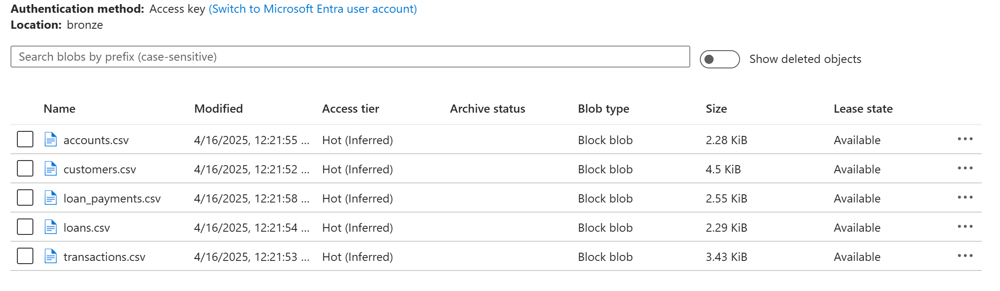 Authentication method: Access key (Switch to Microsoft Entra user account)
Location: bronze
Search blobs by prefix (case-sensitive)
Show deleted objects
Name Modified Access tier Archive status Blob type Size Lease state
accounts.csv 4/16/2025, 12:21:55 ... Hot (Inferred) Block blob 2.28 KiB Available
customers.csv 4/16/2025, 12:21:52 ... Hot (Inferred) Block blob 4.5 KiB Available
loan_payments.csv 4/16/2025, 12:21:58 ... Hot (Inferred) Block blob 2.55 KiB Available
loans.csv 4/16/2025, 12:21:54 ... Hot (Inferred) Block blob 2.29 KiB Available
transactions.csv 4/16/2025, 12:21:53 ... Hot (Inferred) Block blob 3.43 KiB Available